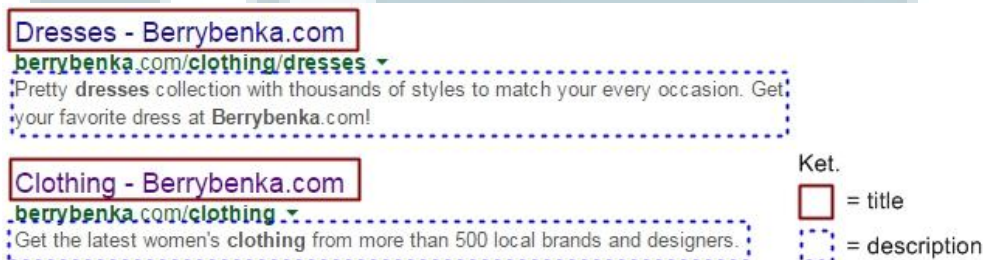 Dresses - Berrybenka.com
berrybenka.com/clothing/dresses
Pretty dresses collection with thousands of styles to match your every occasion. Get
your favorite dress at Berrybenka.com!
Clothing - Berrybenka.com
berrybenka.com/clothing
Get the latest women's clothing from more than 500 local brands and designers.
Ket.
= title
= description